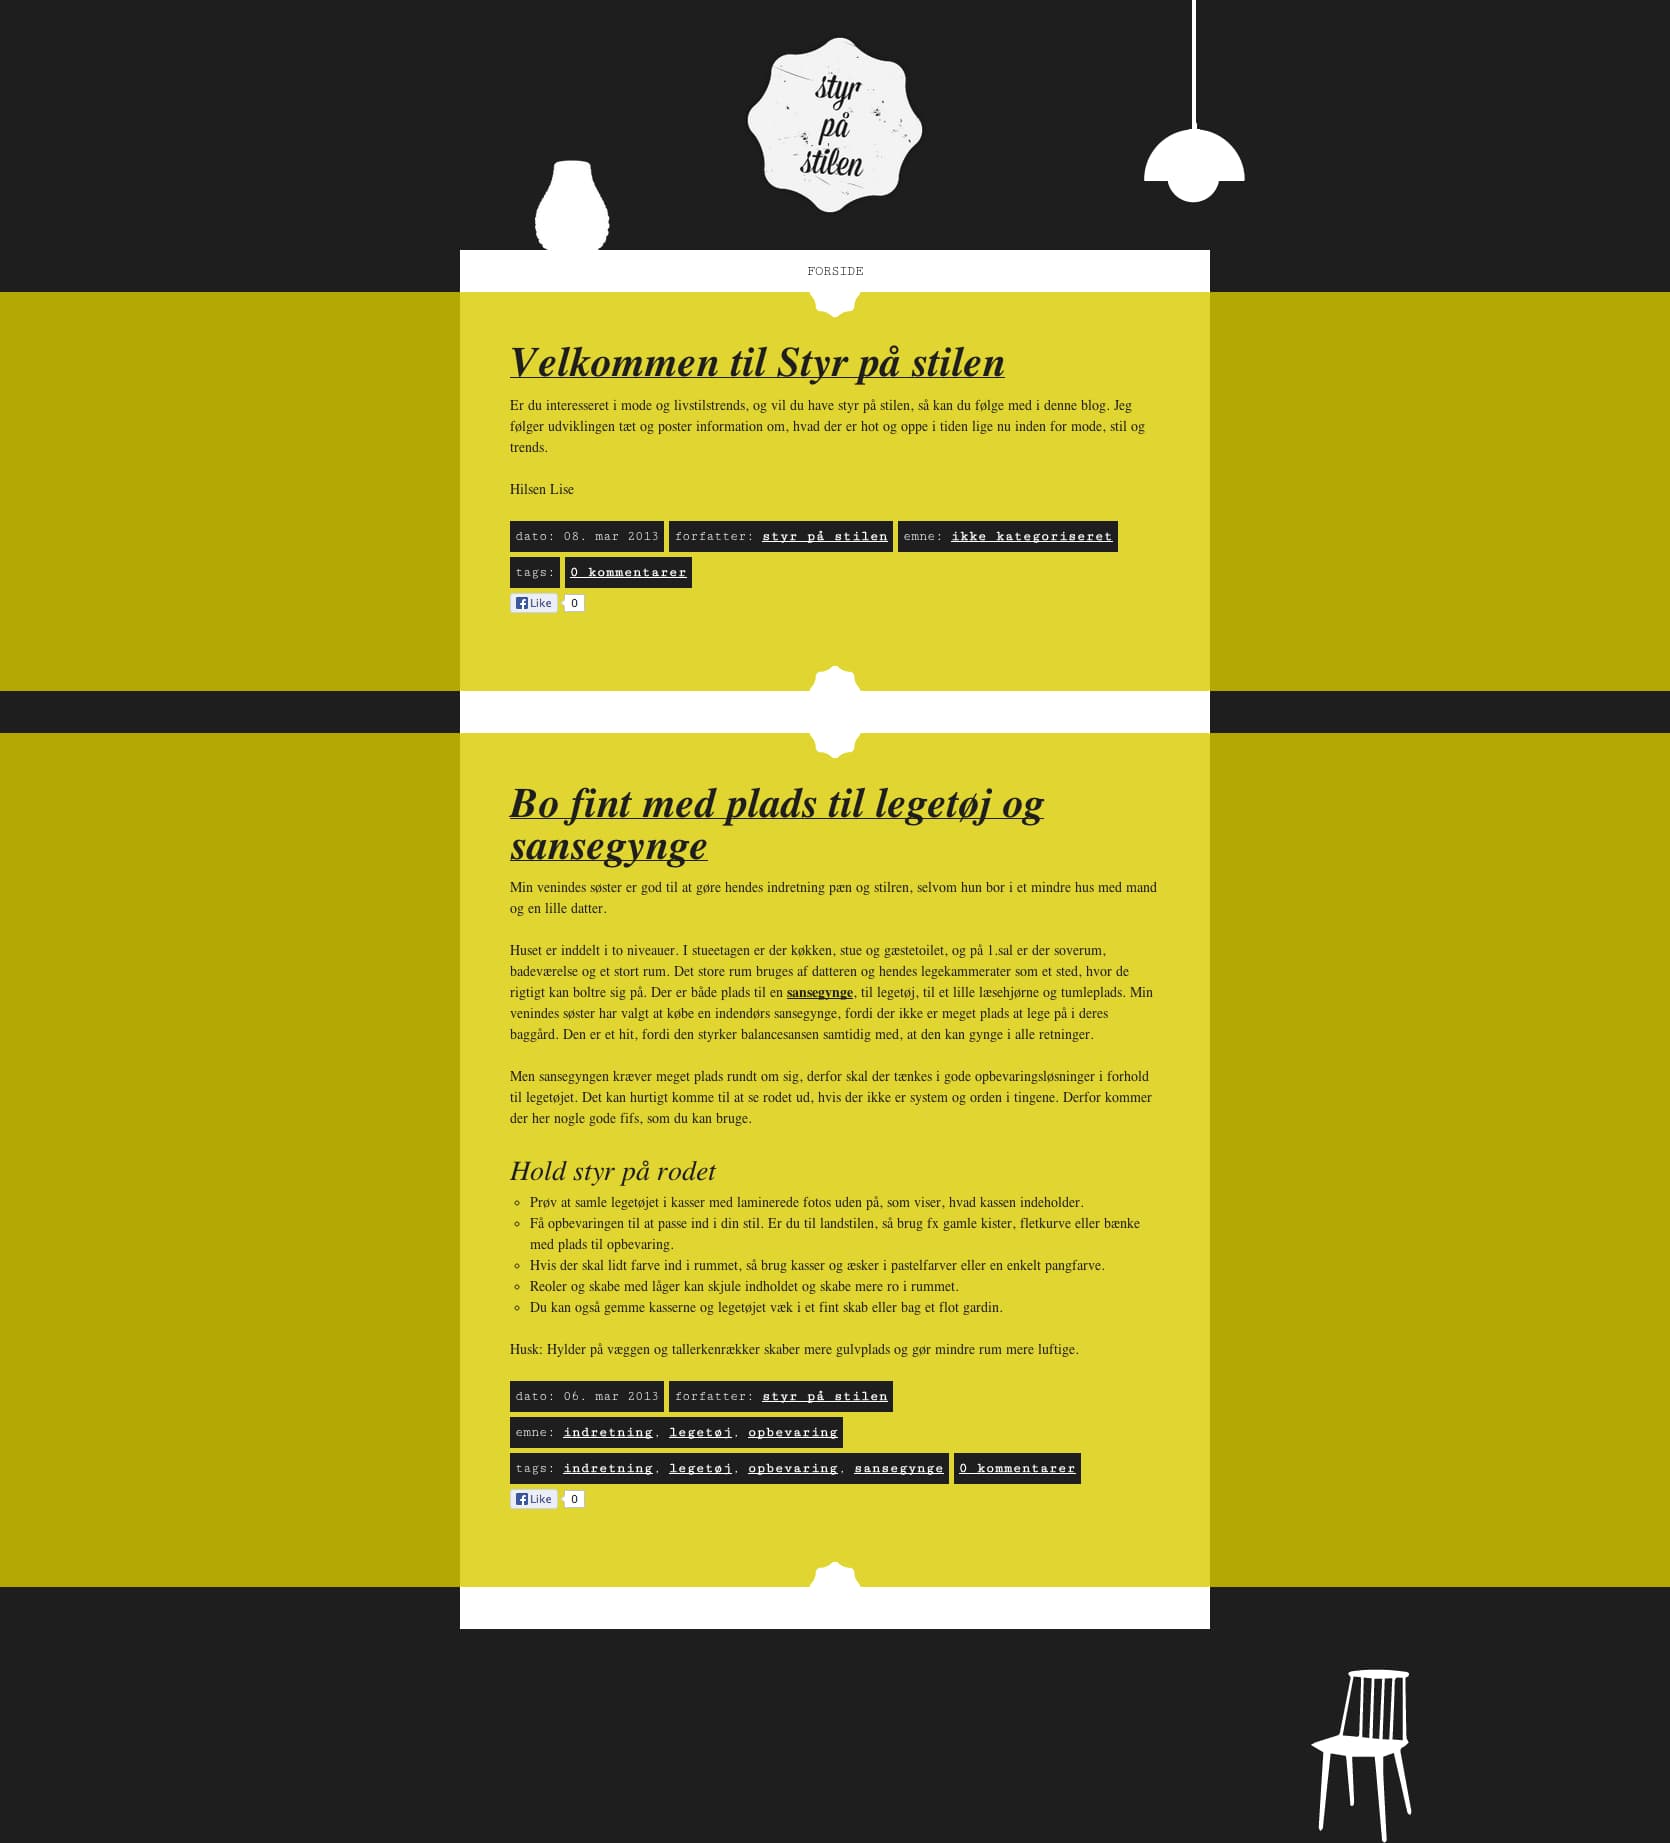 styr
på
stilen
FORSIDE
Velkommen til Styr på stilen
Er du interesseret i mode og livstilstrends, og vil du have styr på stilen, så kan du følge med i denne blog. Jeg
følger udviklingen tæt og poster information om, hvad der er hot og oppe i tiden lige nu inden for mode, stil og
trends.
Hilsen Lise
dato: 08. mar 2013 forfatter: styr på stilen emne: ikke kategoriseret
tags: 0 kommentarer
Like 0
Bo fint med plads til legetøj og
sansegynge
Min venindes søster er god til at gøre hendes indretning pæn og stilren, selvom hun bor i et mindre hus med mand
og en lille datter.
Huset er inddelt i to niveauer. I stueetagen er der køkken, stue og gæstetoilet, og på 1.sal er der soverum,
badeværelse og et stort rum. Det store rum bruges af datteren og hendes legekammerater som et sted, hvor de
rigtigt kan boltre sig på. Der er både plads til en sansegynge, til legetøj, til et lille læsehjørne og tumleplads. Min
venindes søster har valgt at købe en indendørs sansegynge, fordi der ikke er meget plads at lege på i deres
baggård. Den er et hit, fordi den styrker balancesansen samtidig med, at den kan gynge i alle retninger.
Men sansegyngen kræver meget plads rundt om sig, derfor skal der tænkes i gode opbevaringsløsninger i forhold
til legetøjet. Det kan hurtigt komme til at se rodet ud, hvis der ikke er system og orden i tingene. Derfor kommer
der her nogle gode fifs, som du kan bruge.
Hold styr på rodet
Prøv at samle legetøjet i kasser med laminerede fotos uden på, som viser, hvad kassen indeholder.
Få opbevaringen til at passe ind i din stil. Er du til landstilen, så brug fx gamle kister, fletkurve eller bænke
med plads til opbevaring.
Hvis der skal lidt farve ind i rummet, så brug kasser og æsker i pastelfarver eller en enkelt pangfarve.
Reoler og skabe med låger kan skjule indholdet og skabe mere ro i rummet.
Du kan også gemme kasserne og legetøjet væk i et fint skab eller bag et flot gardin.
Husk: Hylder på væggen og tallerkenrækker skaber mere gulvplads og gør mindre rum mere luftige.
dato: 06. mar 2013 forfatter: styr på stilen
emne: indretning, legetøj, opbevaring
tags: indretning, legetøj, opbevaring, sansegynge 0 kommentarer
Like 0